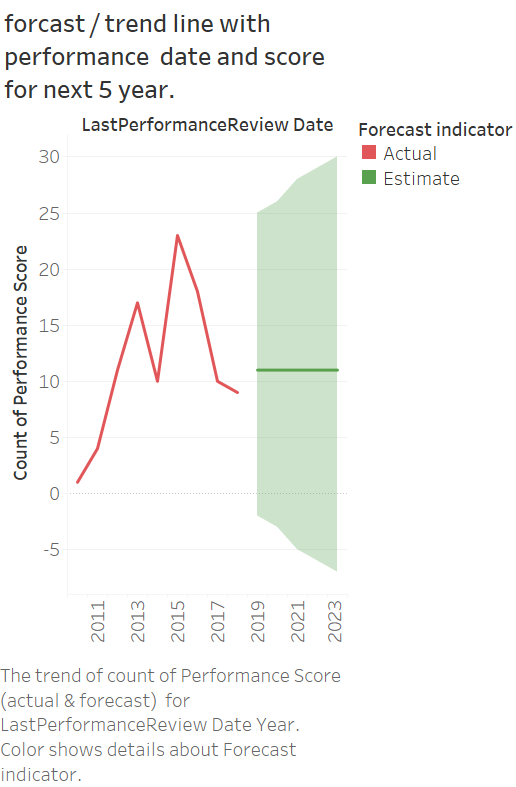 forcast / trend line with
performance  date and score
for next 5 year.
LastPerformanceReview Date
Forecast indicator
Actual
Estimate
Count of Performance Score
30
25
20
15
10
5
0
-5
2011
2013
2015
2017
2019
2021
2023
The trend of count of Performance Score
(actual & forecast)  for
LastPerformanceReview Date Year.
Color shows details about Forecast
indicator.